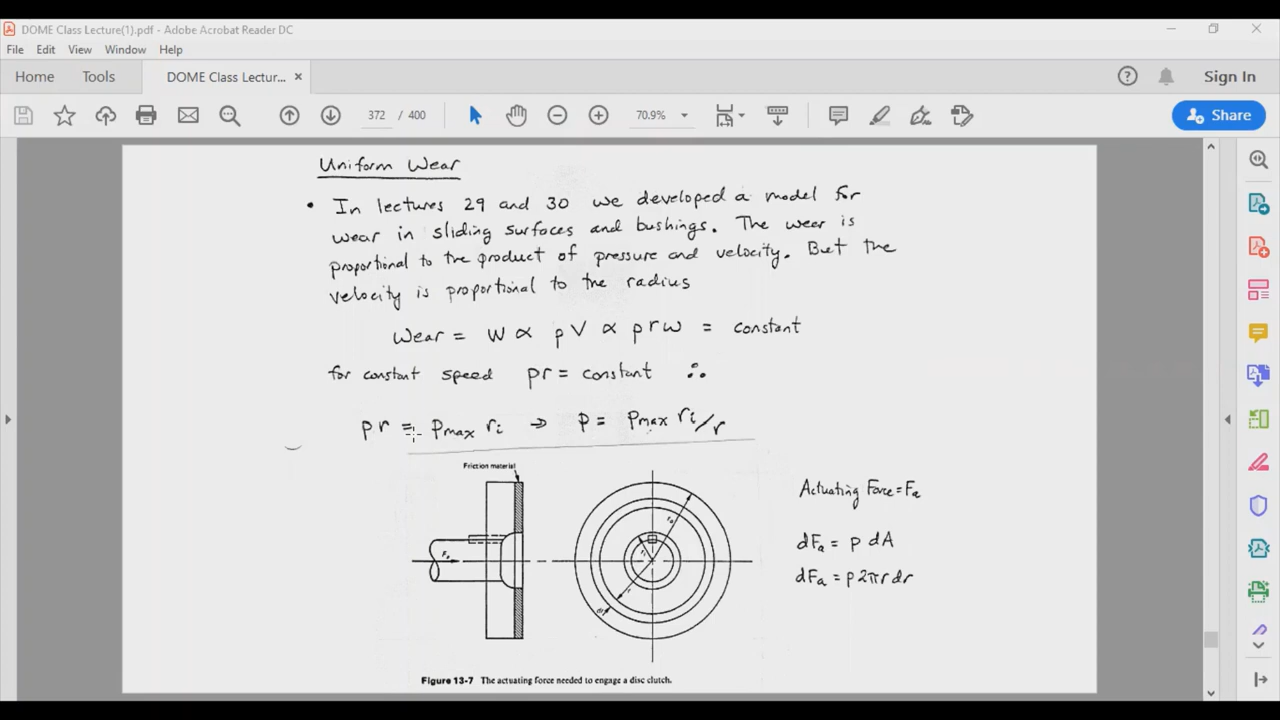 DOME Class Lecture(1).pdf - Adobe Acrobat Reader DC
File Edit View Window Help
Home Tools DOME Class Lectur... × Sign In
372 / 400 70.9% Share
Uniform Wear
• In lectures 29 and 30 we developed a model for
wear in sliding surfaces and bushings. The wear is
proportional to the product of pressure and velocity. But the
velocity is proportional to the radius
Wear = W ∝ pV ∝ prω = constant
for constant speed pr = constant ∴
pr = pmax ri → p = pmax ri/r
Friction material
Actuating Force = Fa
dFa = p dA
dFa = p2πr dr
Fa
ro
ri
r
dr
Figure 13-7 The actuating force needed to engage a disc clutch.